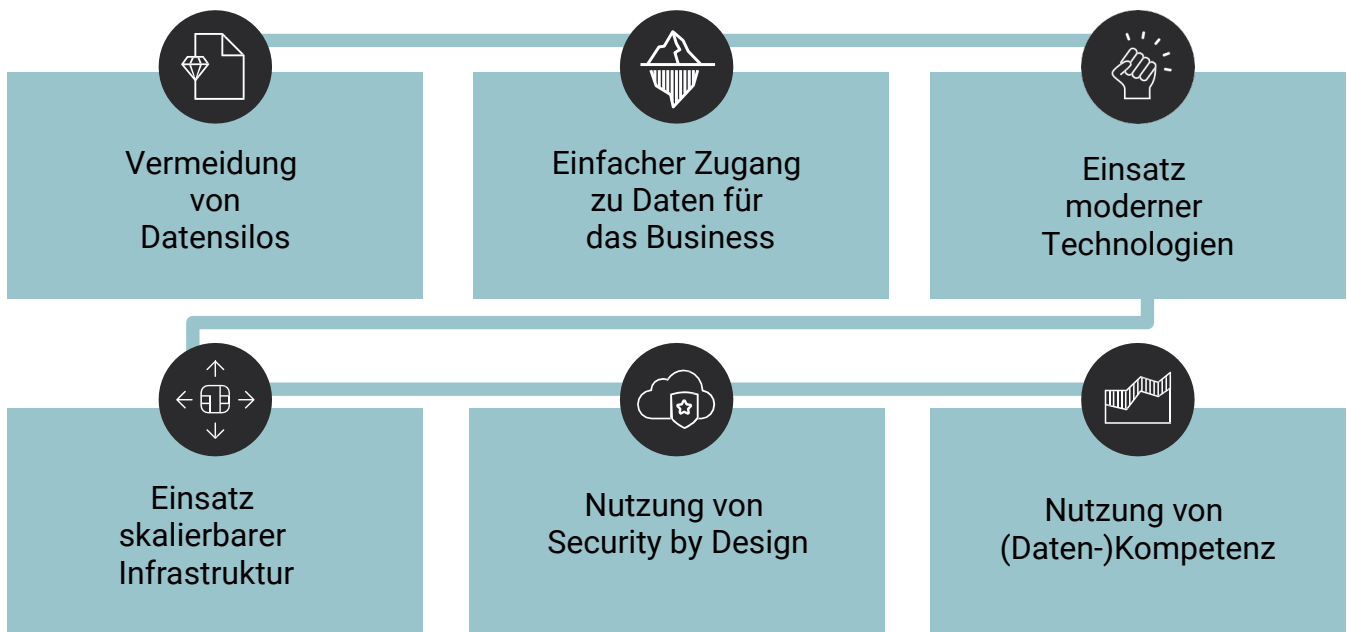 Vermeidung
von
Datensilos
Einfacher Zugang
zu Daten für
das Business
Einsatz
moderner
Technologien
Einsatz
skalierbarer
Infrastruktur
Nutzung von
Security by Design
Nutzung von
(Daten-)Kompetenz